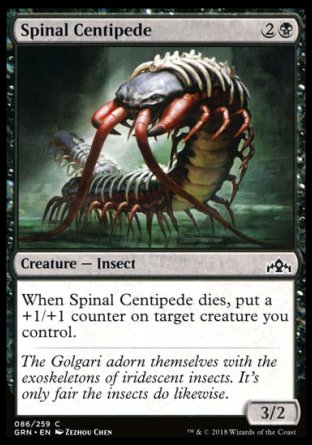 Spinal Centipede 2
Creature — Insect
When Spinal Centipede dies, put a
+1/+1 counter on target creature you
control.
The Golgari adorn themselves with the
exoskeletons of iridescent insects. It's
only fair the insects do likewise.
3/2
086/259 C
GRN • EN Zezhou Chen ™ & © 2018 Wizards of the Coast